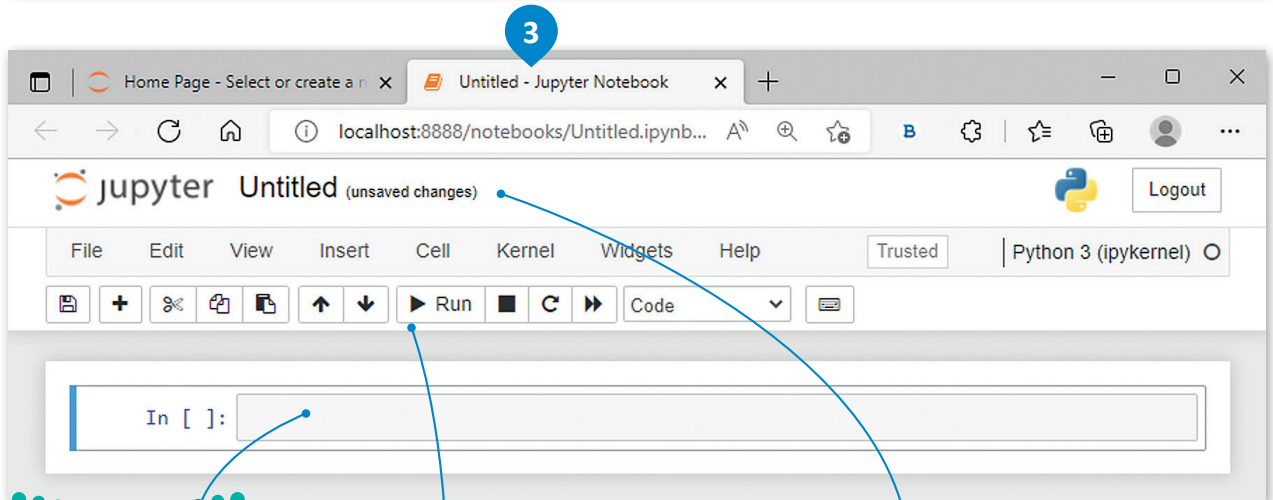 3
Home Page - Select or create a n
Untitled - Jupyter Notebook
localhost:8888/notebooks/Untitled.ipynb...
B
jupyter Untitled (unsaved changes)
Logout
File Edit View Insert Cell Kernel Widgets Help
Trusted
Python 3 (ipykernel)
Run
Code
In [ ]: